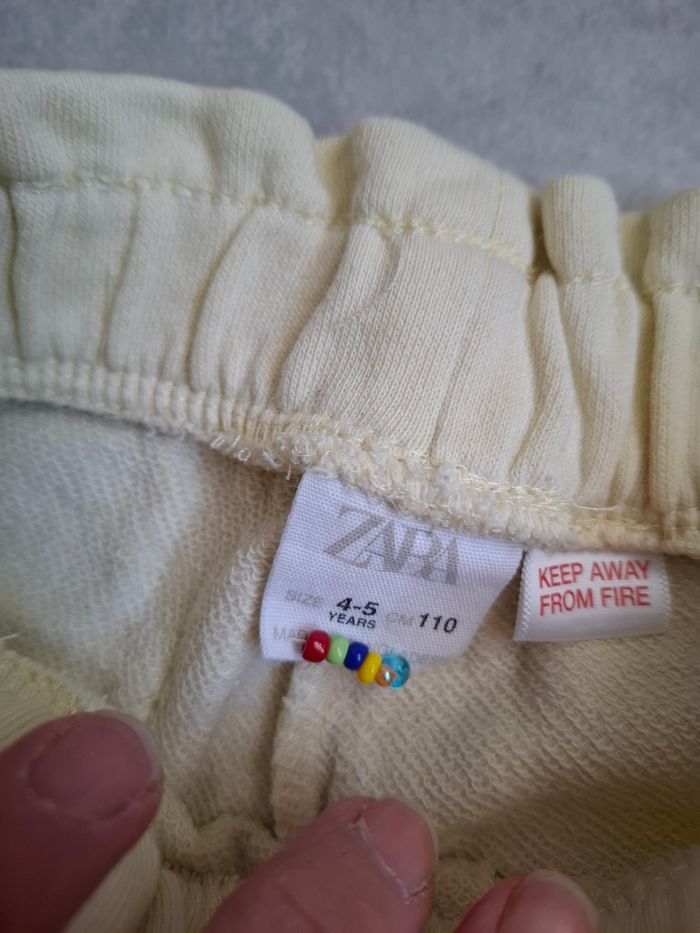 ZARA
SIZE 4-5 CM 110
YEARS
KEEP AWAY
FROM FIRE